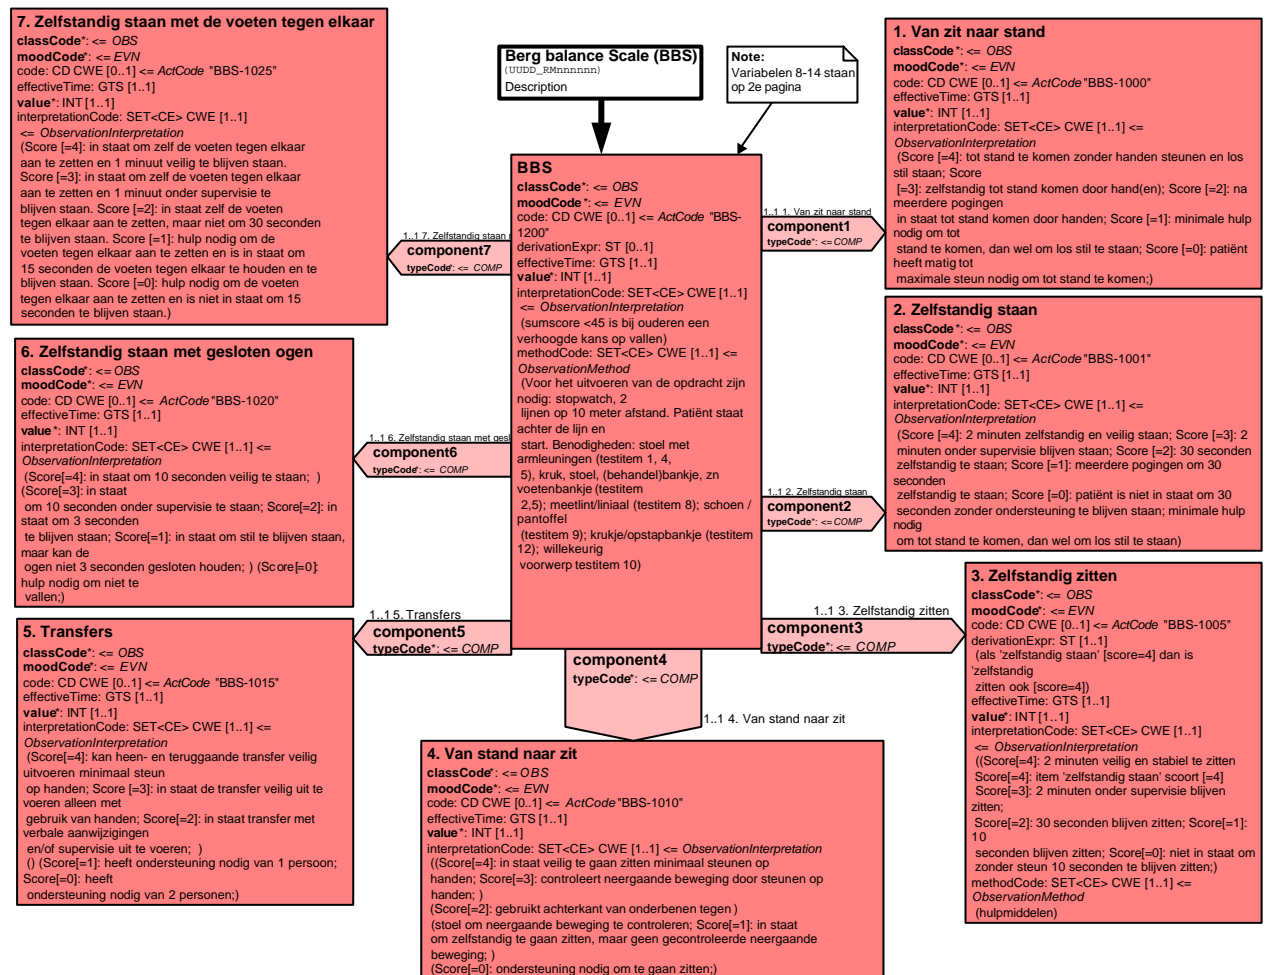 7. Zelfstandig staan met de voeten tegen elkaar
classCode*: <= OBS
moodCode*: <= EVN
code: CD CWE [0..1] <= ActCode "BBS-1025"
effectiveTime: GTS [1..1]
value*: INT [1..1]
interpretationCode: SET<CE> CWE [1..1]
<= ObservationInterpretation
(Score [=4]: in staat om zelf de voeten tegen elkaar
aan te zetten en 1 minuut veilig te blijven staan.
Score [=3]: in staat om zelf de voeten tegen elkaar
aan te zetten en 1 minuut onder supervisie te
blijven staan. Score [=2]: in staat zelf de voeten
tegen elkaar aan te zetten, maar niet om 30 seconden
te blijven staan. Score [=1]: hulp nodig om de
voeten tegen elkaar aan te zetten en is in staat om
15 seconden de voeten tegen elkaar te houden en te
blijven staan. Score [=0]: hulp nodig om de voeten
tegen elkaar aan te zetten en is niet in staat om 15
seconden te blijven staan.)
Berg balance Scale (BBS)
(UUDD_RMnnnnnn)
Description
Note:
Variabelen 8-14 staan
op 2e pagina
1. Van zit naar stand
classCode*: <= OBS
moodCode*: <= EVN
code: CD CWE [0..1] <= ActCode "BBS-1000"
effectiveTime: GTS [1..1]
value*: INT [1..1]
interpretationCode: SET<CE> CWE [1..1] <=
ObservationInterpretation
(Score [=4]: tot stand te komen zonder handen steunen en los
stil staan; Score
[=3]: zelfstandig tot stand komen door hand(en); Score [=2]: na
meerdere pogingen
in staat tot stand komen door handen; Score [=1]: minimale hulp
nodig om tot
stand te komen, dan wel om los stil te staan; Score [=0]: patiënt
heeft matig tot
maximale steun nodig om tot stand te komen;)
BBS
classCode*: <= OBS
moodCode*: <= EVN
code: CD CWE [0..1] <= ActCode "BBS-
1200"
derivationExpr: ST [0..1]
effectiveTime: GTS [1..1]
value*: INT [1..1]
interpretationCode: SET<CE> CWE [1..1]
<= ObservationInterpretation
(sumscore <45 is bij ouderen een
verhoogde kans op vallen)
methodCode: SET<CE> CWE [1..1] <=
ObservationMethod
(Voor het uitvoeren van de opdracht zijn
nodig: stopwatch, 2
lijnen op 10 meter afstand. Patiënt staat
achter de lijn en
start. Benodigheden: stoel met
armleuningen (testitem 1, 4,
5), kruk, stoel, (behandel)bankje, zn
voetenbankje (testitem
2,5); meetlint/liniaal (testitem 8); schoen /
pantoffel
(testitem 9); krukje/opstapbankje (testitem
12); willekeurig
voorwerp testitem 10)
1..1 7. Zelfstandig staan
component7
typeCode*: <= COMP
1..1 1. Van zit naar stand
component1
typeCode*: <= COMP
2. Zelfstandig staan
classCode*: <= OBS
moodCode*: <= EVN
code: CD CWE [0..1] <= ActCode "BBS-1001"
effectiveTime: GTS [1..1]
value*: INT [1..1]
interpretationCode: SET<CE> CWE [1..1] <=
ObservationInterpretation
(Score [=4]: 2 minuten zelfstandig en veilig staan; Score [=3]: 2
minuten onder supervisie blijven staan; Score [=2]: 30 seconden
zelfstandig te staan; Score [=1]: meerdere pogingen om 30
seconden
zelfstandig te staan; Score [=0]: patiënt is niet in staat om 30
seconden zonder ondersteuning te blijven staan; minimale hulp
nodig
om tot stand te komen, dan wel om los stil te staan)
6. Zelfstandig staan met gesloten ogen
classCode*: <= OBS
moodCode*: <= EVN
code: CD CWE [0..1] <= ActCode "BBS-1020"
effectiveTime: GTS [1..1]
value*: INT [1..1]
interpretationCode: SET<CE> CWE [1..1] <=
ObservationInterpretation
(Score[=4]: in staat om 10 seconden veilig te staan; )
(Score[=3]: in staat
om 10 seconden onder supervisie te staan; Score[=2]: in
staat om 3 seconden
te blijven staan; Score[=1]: in staat om stil te blijven staan,
maar kan de
ogen niet 3 seconden gesloten houden; ) (Score[=0]:
hulp nodig om niet te
vallen;)
1..1 6. Zelfstandig staan met gesl
component6
typeCode*: <= COMP
1..1 2. Zelfstandig staan
component2
typeCode*: <= COMP
3. Zelfstandig zitten
classCode*: <= OBS
moodCode*: <= EVN
code: CD CWE [0..1] <= ActCode "BBS-1005"
derivationExpr: ST [1..1]
(als 'zelfstandig staan' [score=4] dan is
'zelfstandig
zitten ook [score=4])
effectiveTime: GTS [1..1]
value*: INT [1..1]
interpretationCode: SET<CE> CWE [1..1]
<= ObservationInterpretation
((Score[=4]: 2 minuten veilig en stabiel te zitten
Score[=4]: item 'zelfstandig staan' scoort [=4]
Score[=3]: 2 minuten onder supervisie blijven
zitten;
Score[=2]: 30 seconden blijven zitten; Score[=1]:
10
seconden blijven zitten; Score[=0]: niet in staat om
zonder steun 10 seconden te blijven zitten;)
methodCode: SET<CE> CWE [1..1] <=
ObservationMethod
(hulpmiddelen)
1..1 5. Transfers
component5
typeCode*: <= COMP
1..1 3. Zelfstandig zitten
component3
typeCode*: <= COMP
5. Transfers
classCode*: <= OBS
moodCode*: <= EVN
code: CD CWE [0..1] <= ActCode "BBS-1015"
effectiveTime: GTS [1..1]
value*: INT [1..1]
interpretationCode: SET<CE> CWE [1..1] <=
ObservationInterpretation
(Score[=4]: kan heen- en teruggaande transfer veilig
uitvoeren minimaal steun
op handen; Score [=3]: in staat de transfer veilig uit te
voeren alleen met
gebruik van handen; Score[=2]: in staat transfer met
verbale aanwijzigingen
en/of supervisie uit te voeren; )
() (Score[=1]: heeft ondersteuning nodig van 1 persoon;
Score[=0]: heeft
ondersteuning nodig van 2 personen;)
component4
typeCode*: <= COMP
1..1 4. Van stand naar zit
4. Van stand naar zit
classCode*: <= OBS
moodCode*: <= EVN
code: CD CWE [0..1] <= ActCode "BBS-1010"
effectiveTime: GTS [1..1]
value*: INT [1..1]
interpretationCode: SET<CE> CWE [1..1] <= ObservationInterpretation
((Score[=4]: in staat veilig te gaan zitten minimaal steunen op
handen; Score[=3]: controleert neergaande beweging door steunen op
handen; )
(Score[=2]: gebruikt achterkant van onderbenen tegen )
(stoel om neergaande beweging te controleren; Score[=1]: in staat
om zelfstandig te gaan zitten, maar geen gecontroleerde neergaande
beweging; )
(Score[=0]: ondersteuning nodig om te gaan zitten;)